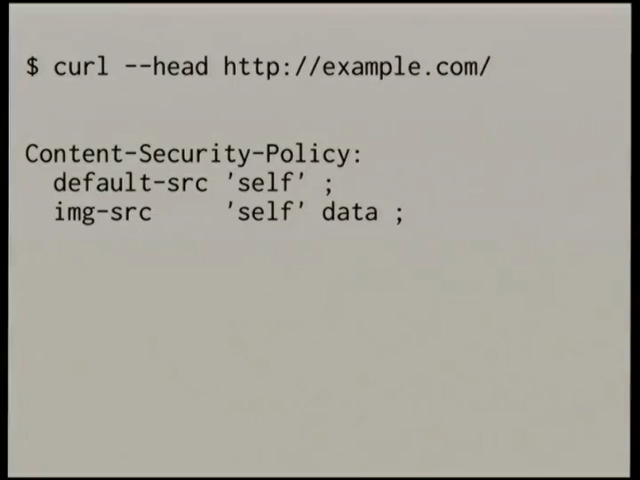 $ curl --head http://example.com/
Content-Security-Policy:
default-src 'self' ;
img-src 'self' data ;